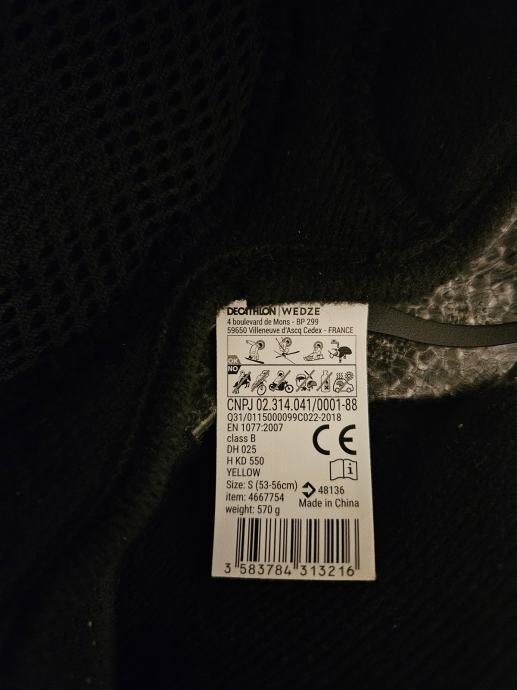 DECATHLON | WEDZE
4 boulevard de Mons - BP 299
59650 Villeneuve d'Ascq Cedex - FRANCE
OK
NO
CNPJ 02.314.041/0001-88
Q31/0115000099C022-2018
EN 1077:2007
class B
DH 025
H KD 550
YELLOW
Size: S (53-56cm)
item: 4667754
weight: 570 g
CE
i
48136
Made in China
3 583784 313216